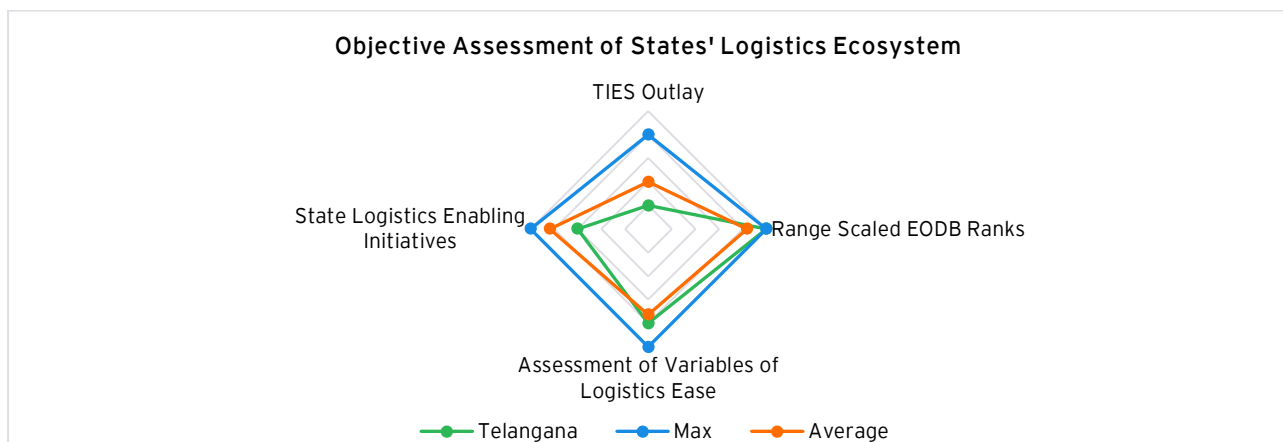 Objective Assessment of States' Logistics Ecosystem
TIES Outlay
State Logistics Enabling
Initiatives
Range Scaled EODB Ranks
Assessment of Variables of
Logistics Ease
Telangana
Max
Average